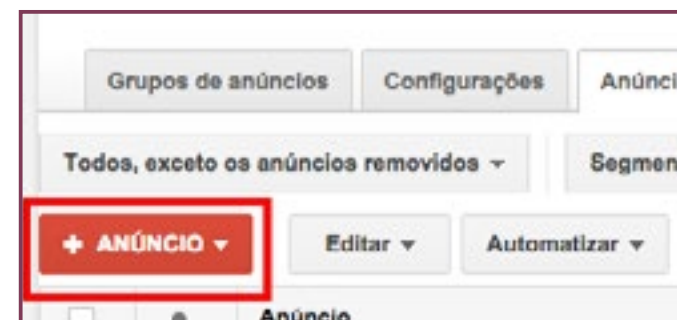 Grupos de anúncios Configurações Anúnci
Todos, exceto os anúncios removidos Segmen
+ ANÚNCIO Editar Automatizar
Anúncio